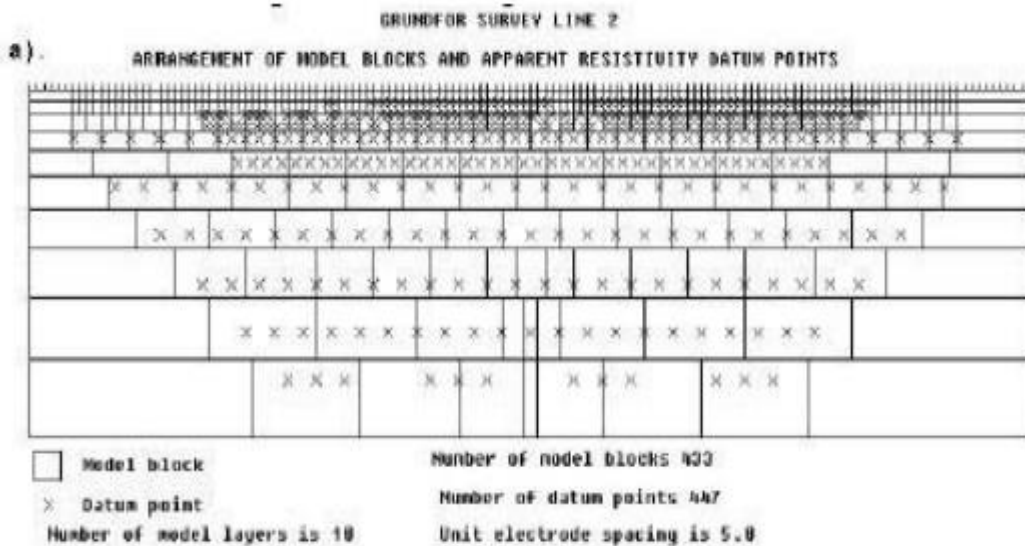 GRUNDFOR SURVEY LINE 2
a).
ARRANGEMENT OF MODEL BLOCKS AND APPARENT RESISTIVITY DATUM POINTS
Model block
Number of model blocks 433
Datum point
Number of datum points 447
Number of model layers is 10
Unit electrode spacing is 5.0